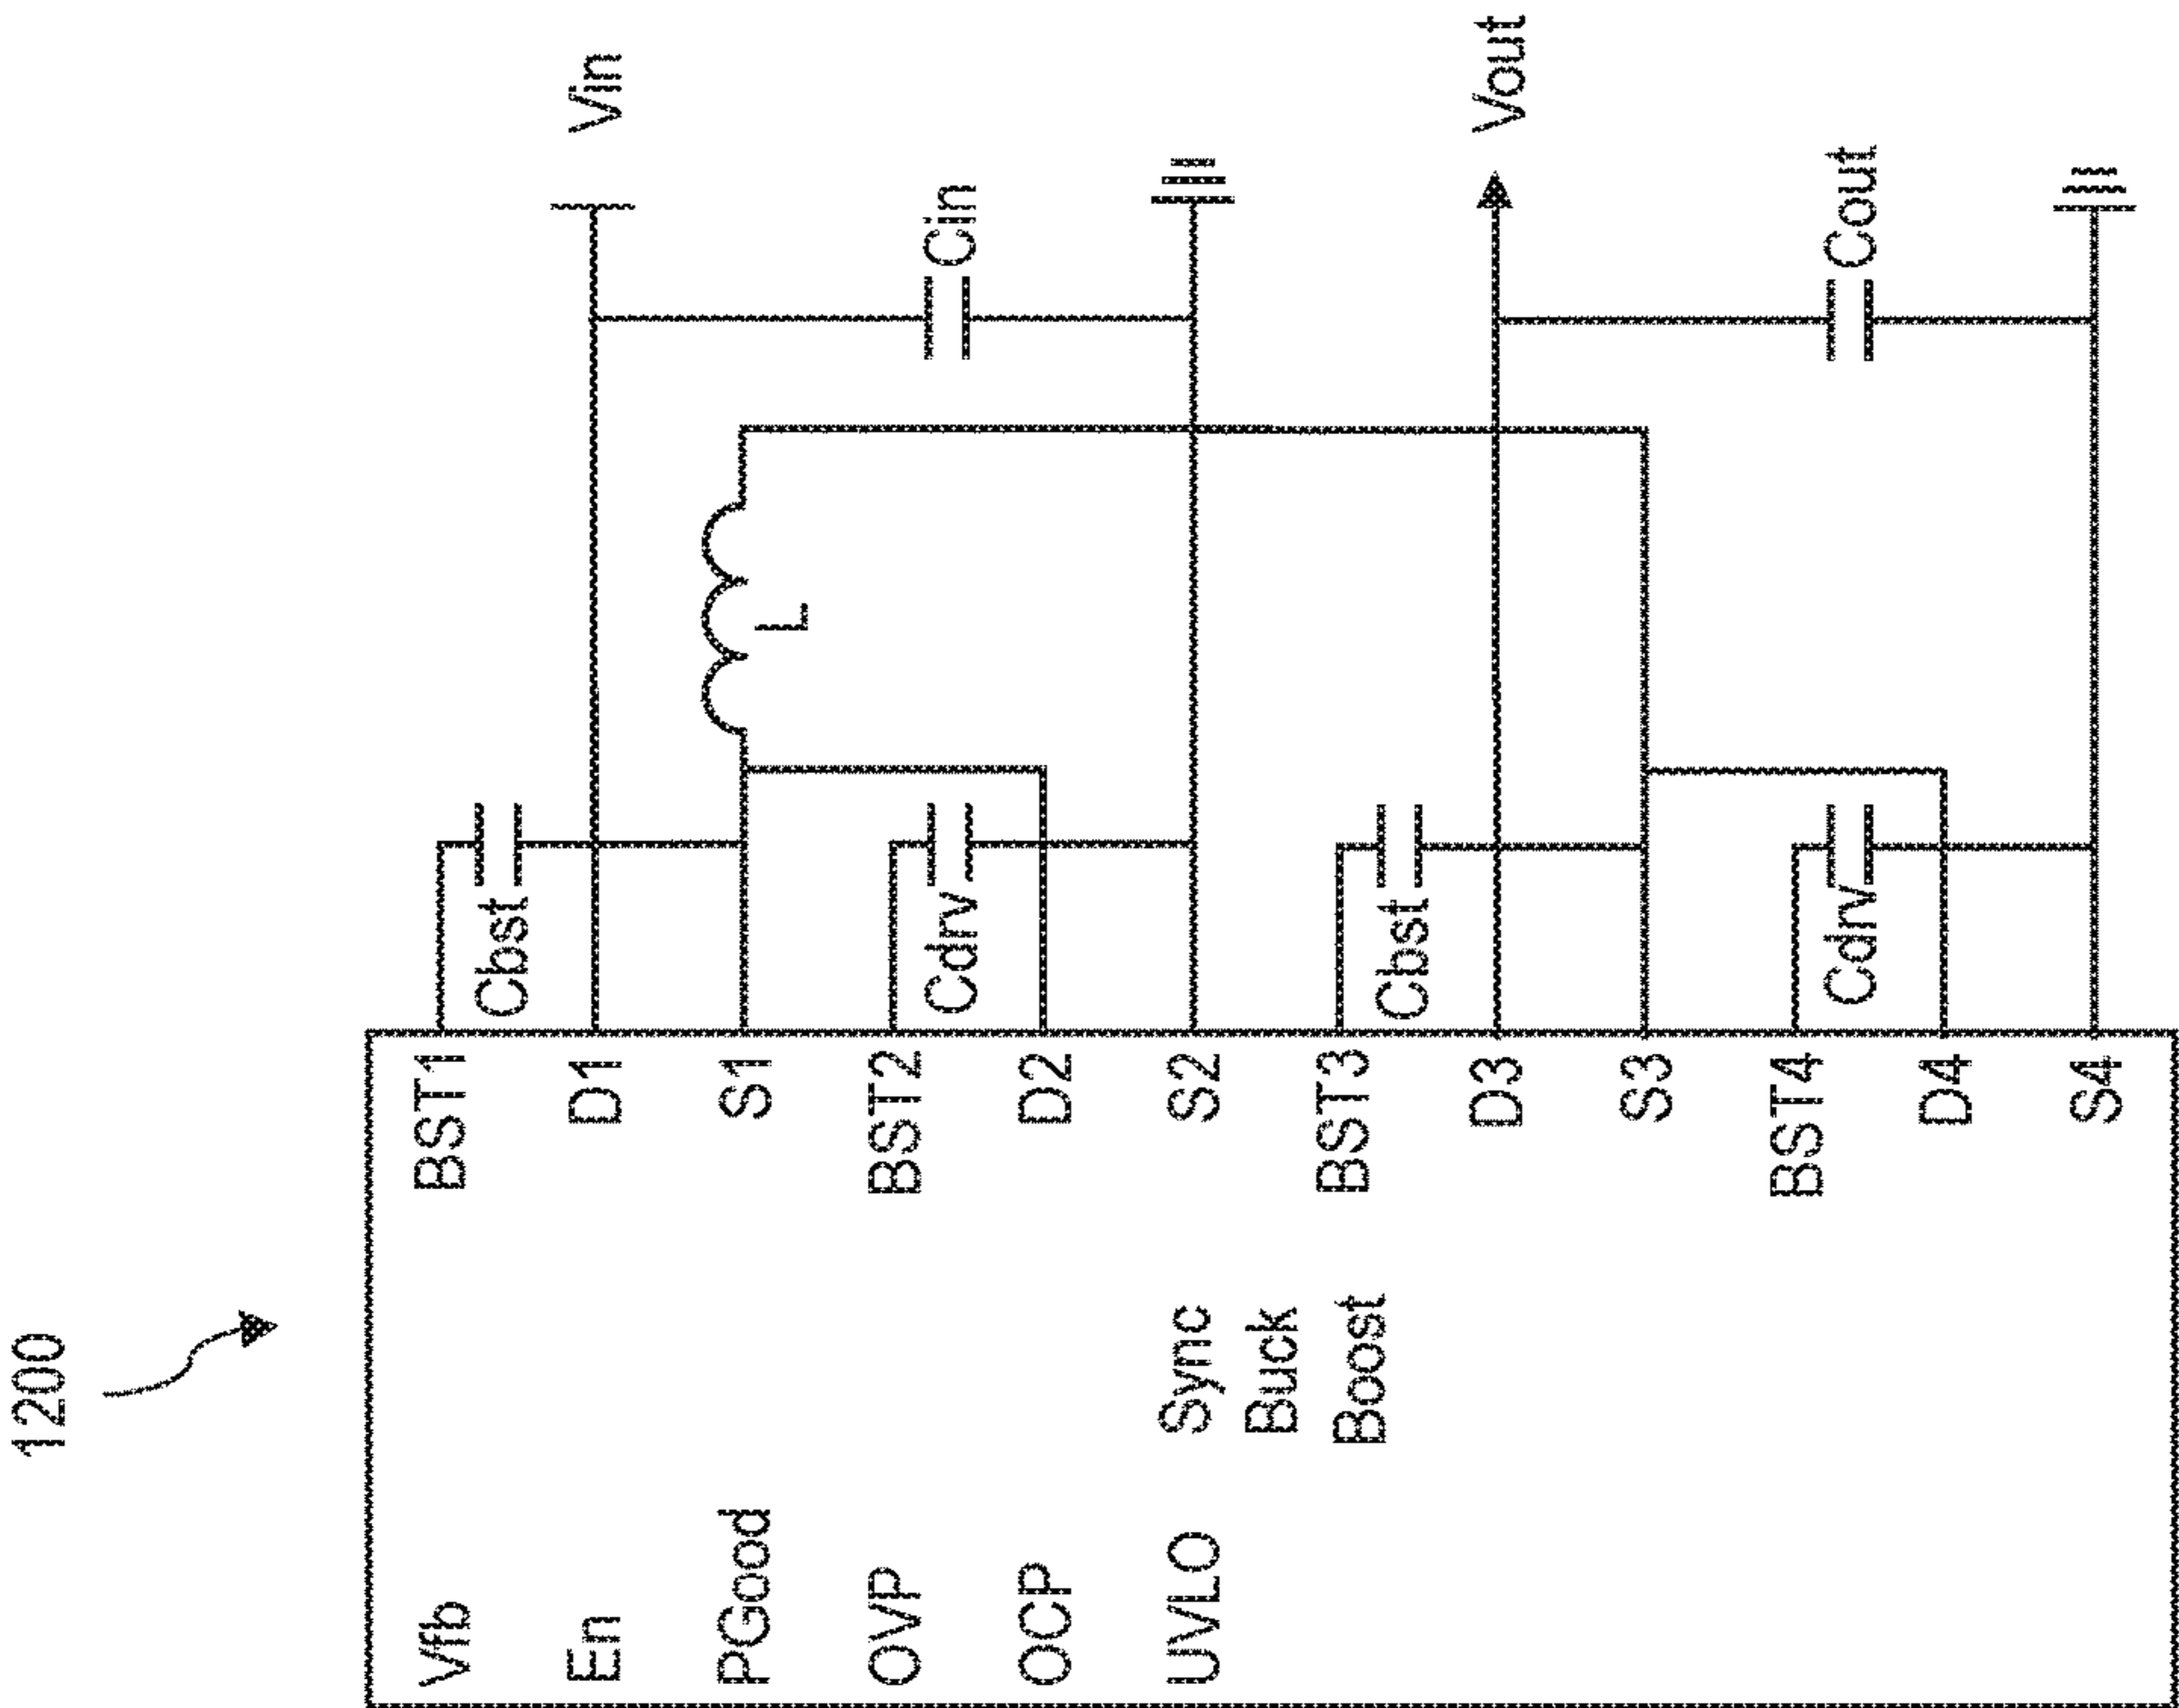 1200
Vfb
En
PGood
OVP
OCP
UVLO
Sync
Buck
Boost
BST1
D1
S1
BST2
D2
S2
BST3
D3
S3
BST4
D4
S4
Cbst
Cdrv
Cbst
Cdrv
L
Cin
Cout
Vin
Vout